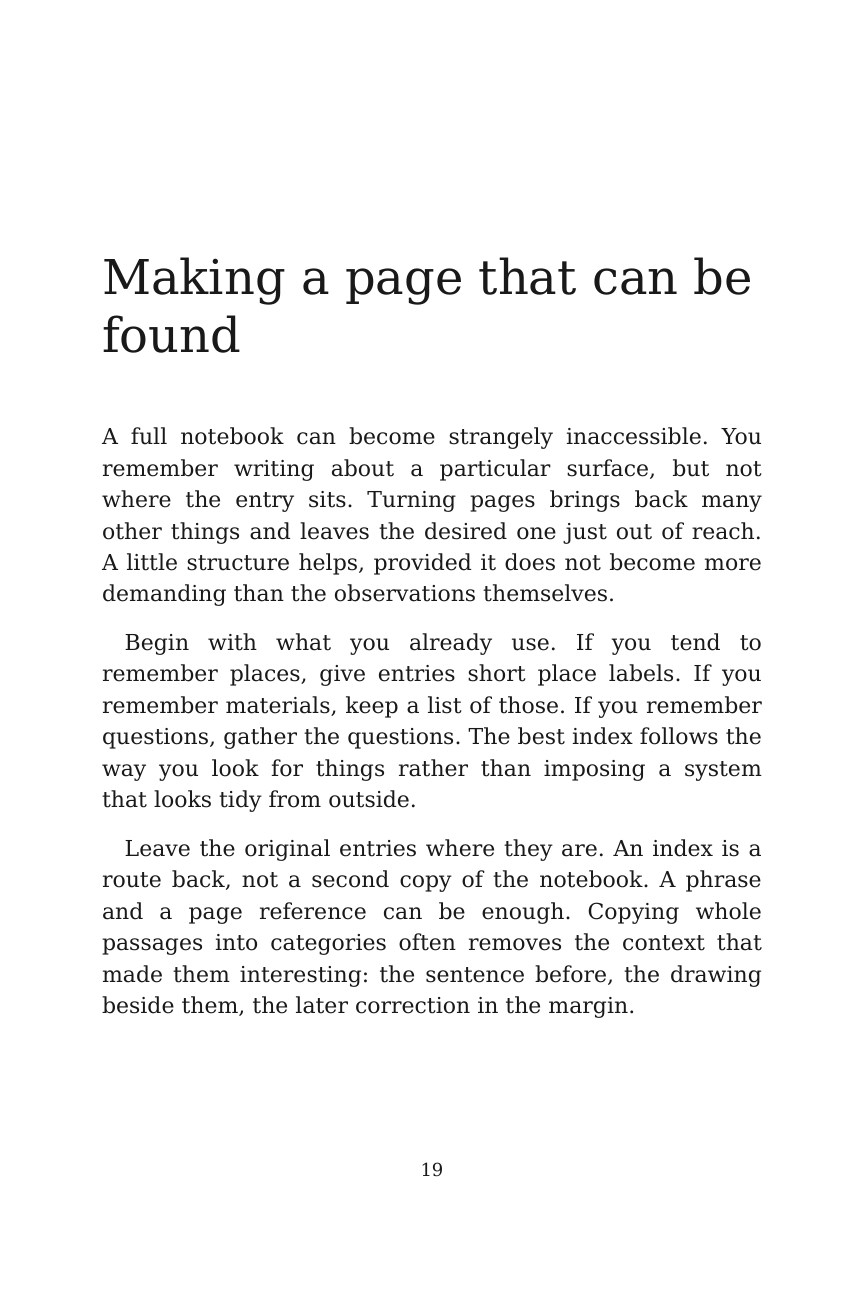 Making a page that can be
found
A full notebook can become strangely inaccessible. You
remember writing about a particular surface, but not
where the entry sits. Turning pages brings back many
other things and leaves the desired one just out of reach.
A little structure helps, provided it does not become more
demanding than the observations themselves.
Begin with what you already use. If you tend to
remember places, give entries short place labels. If you
remember materials, keep a list of those. If you remember
questions, gather the questions. The best index follows the
way you look for things rather than imposing a system
that looks tidy from outside.
Leave the original entries where they are. An index is a
route back, not a second copy of the notebook. A phrase
and a page reference can be enough. Copying whole
passages into categories often removes the context that
made them interesting: the sentence before, the drawing
beside them, the later correction in the margin.
19